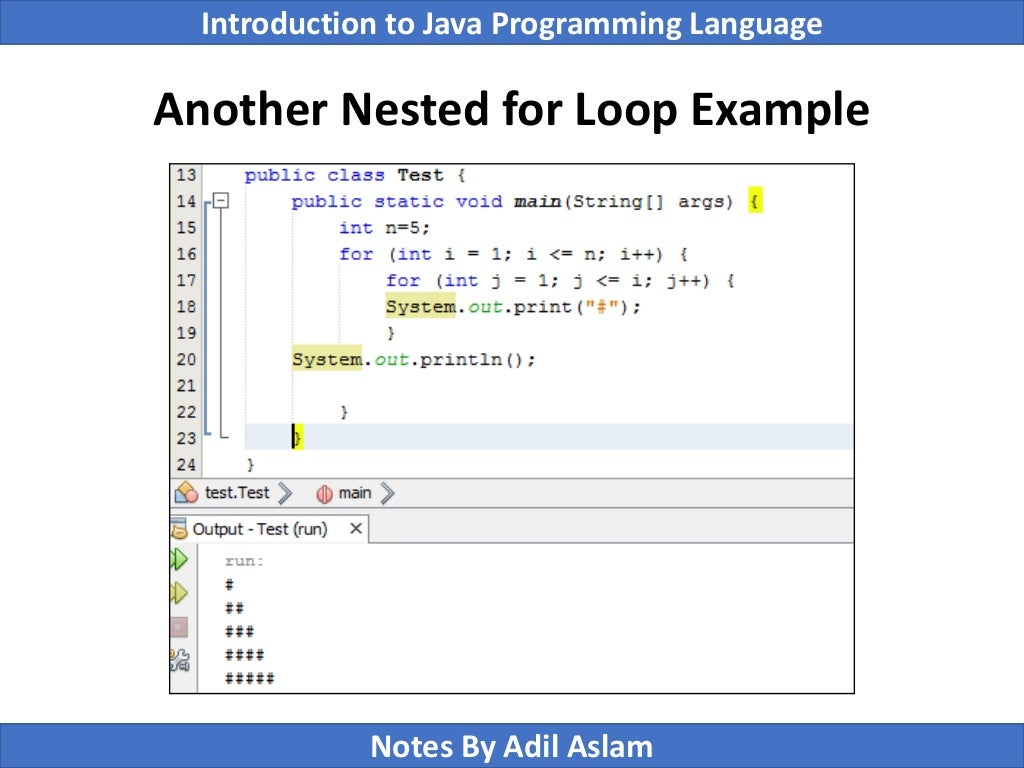 Introduction to Java Programming Language
Another Nested for Loop Example
13 public class Test {
14 public static void main(String[] args) {
15 int n=5;
16 for (int i = 1; i <= n; i++) {
17 for (int j = 1; j <= i; j++) {
18 System.out.print("#");
19 }
20 System.out.println();
21
22 }
23 }
24 }
test.Test main
Output - Test (run)
run:
#
##
###
####
#####
Notes By Adil Aslam